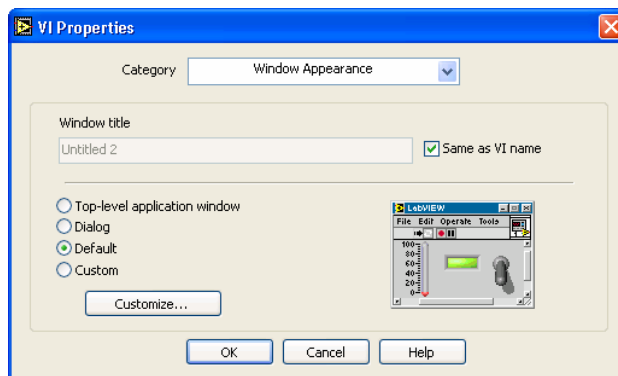 VI Properties
Category Window Appearance
Window title
Untitled 2 Same as VI name
Top-level application window
Dialog
Default
Custom
Customize...
LabVIEW
File Edit Operate Tools
100
80
60
40
20
0
OK Cancel Help